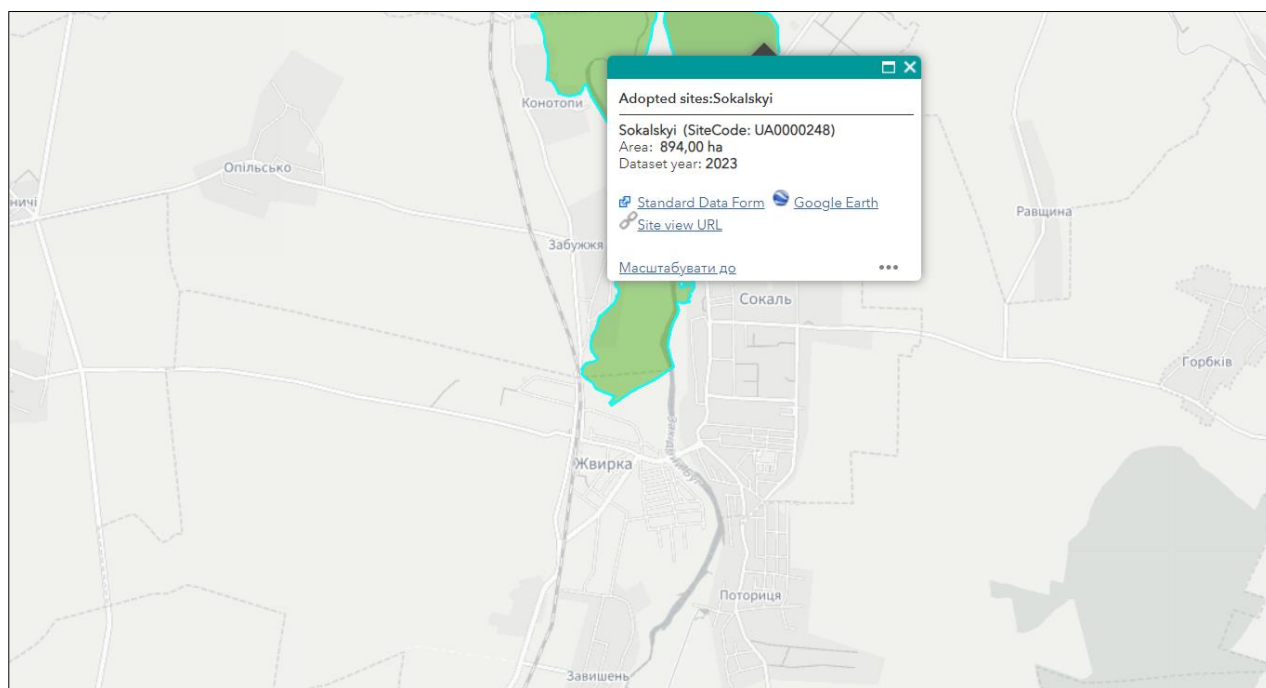 Adopted sites:Sokalskyi
Sokalskyi (SiteCode: UA0000248)
Area: 894,00 ha
Dataset year: 2023
Standard Data Form Google Earth
Site view URL
Масштабувати до
Конотопи
Опільсько
ничі
Равщина
Забужжя
Сокаль
Горбків
Жвирка
Поториця
Завишень